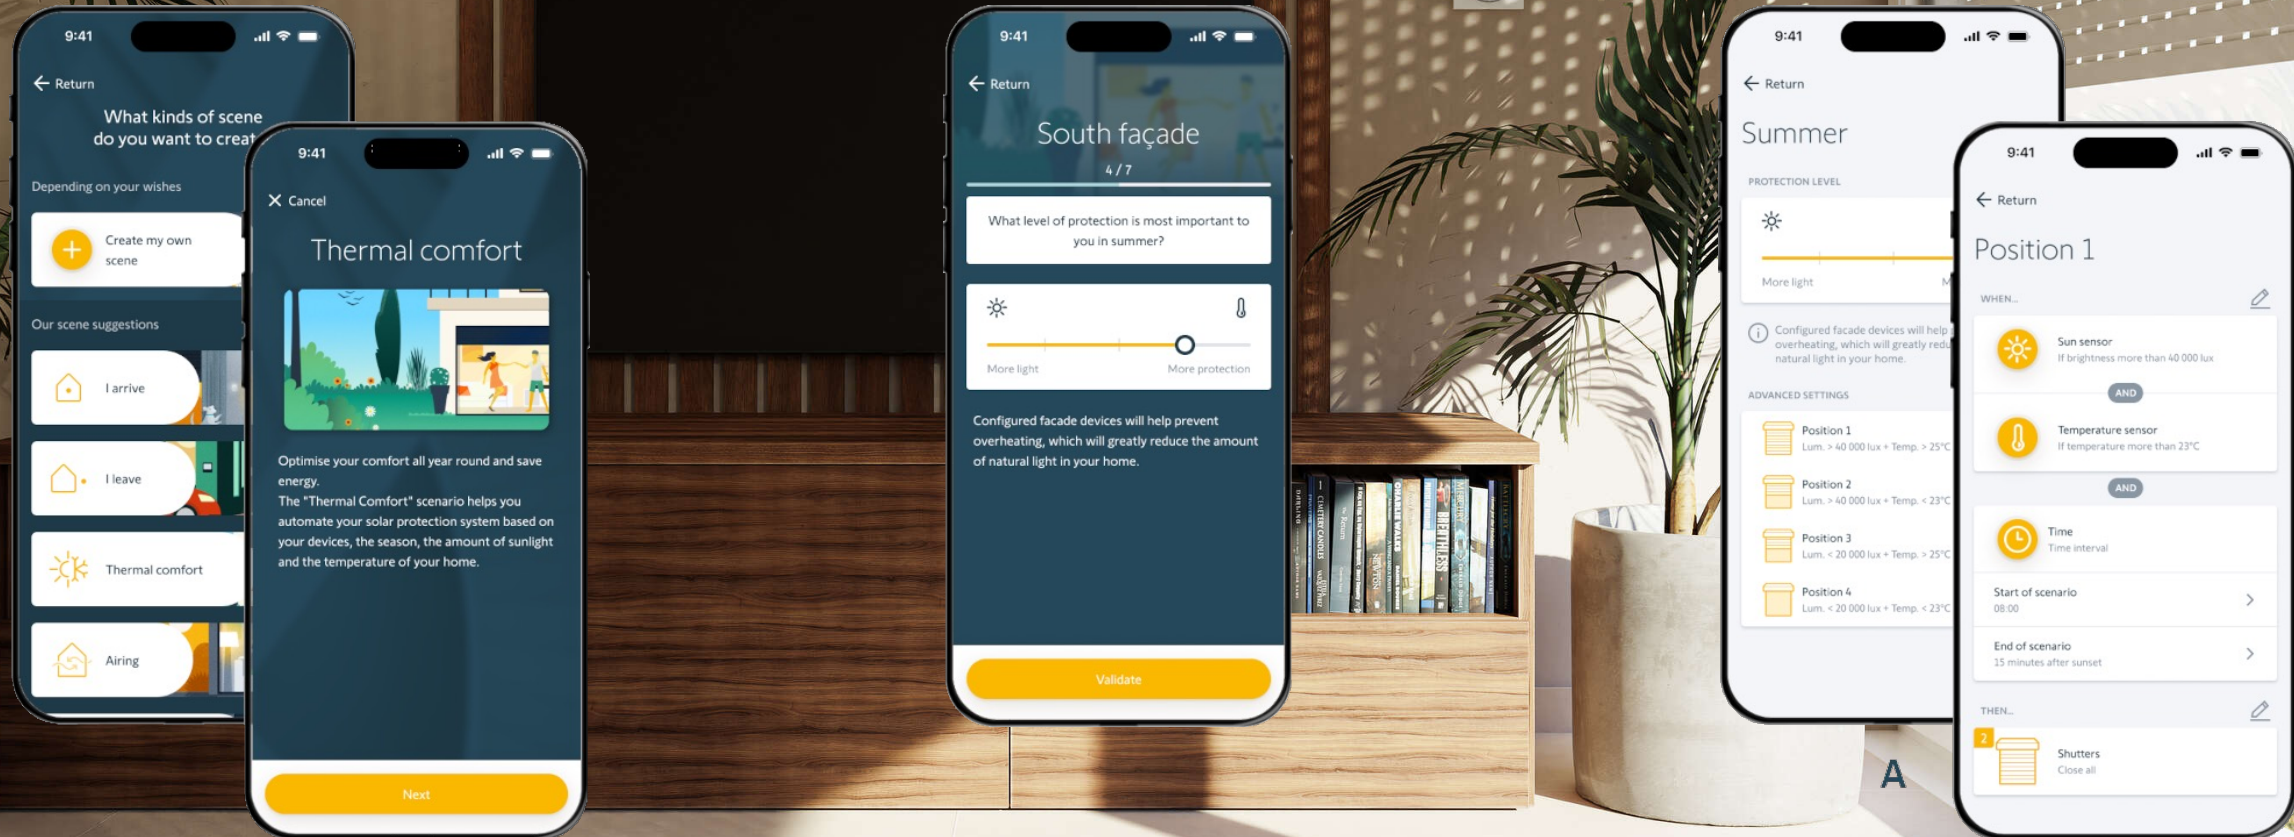 9:41
Return
What kinds of scene
do you want to creat
Depending on your wishes
Create my own
scene
Our scene suggestions
I arrive
I leave
Thermal comfort
Airing
9:41
Cancel
Thermal comfort
Optimise your comfort all year round and save
energy.
The "Thermal Comfort" scenario helps you
automate your solar protection system based on
your devices, the season, the amount of sunlight
and the temperature of your home.
Next
9:41
Return
South façade
4 / 7
What level of protection is most important to
you in summer?
More light
More protection
Configured facade devices will help prevent
overheating, which will greatly reduce the amount
of natural light in your home.
Validate
CEMETERY CANDLES
CHARLIE WALES
NEWTON
MERCURY
BREATHLESS
9:41
Return
Summer
PROTECTION LEVEL
More light
M
Configured facade devices will help
overheating, which will greatly redu
natural light in your home.
ADVANCED SETTINGS
Position 1
Lum. > 40 000 lux + Temp. > 25°C
Position 2
Lum. > 40 000 lux + Temp. < 23°C
Position 3
Lum. < 20 000 lux + Temp. > 25°C
Position 4
Lum. < 20 000 lux + Temp. < 23°C
A
9:41
Return
Position 1
WHEN...
Sun sensor
If brightness more than 40 000 lux
AND
Temperature sensor
If temperature more than 23°C
AND
Time
Time interval
Start of scenario
08:00
End of scenario
15 minutes after sunset
THEN...
2
Shutters
Close all